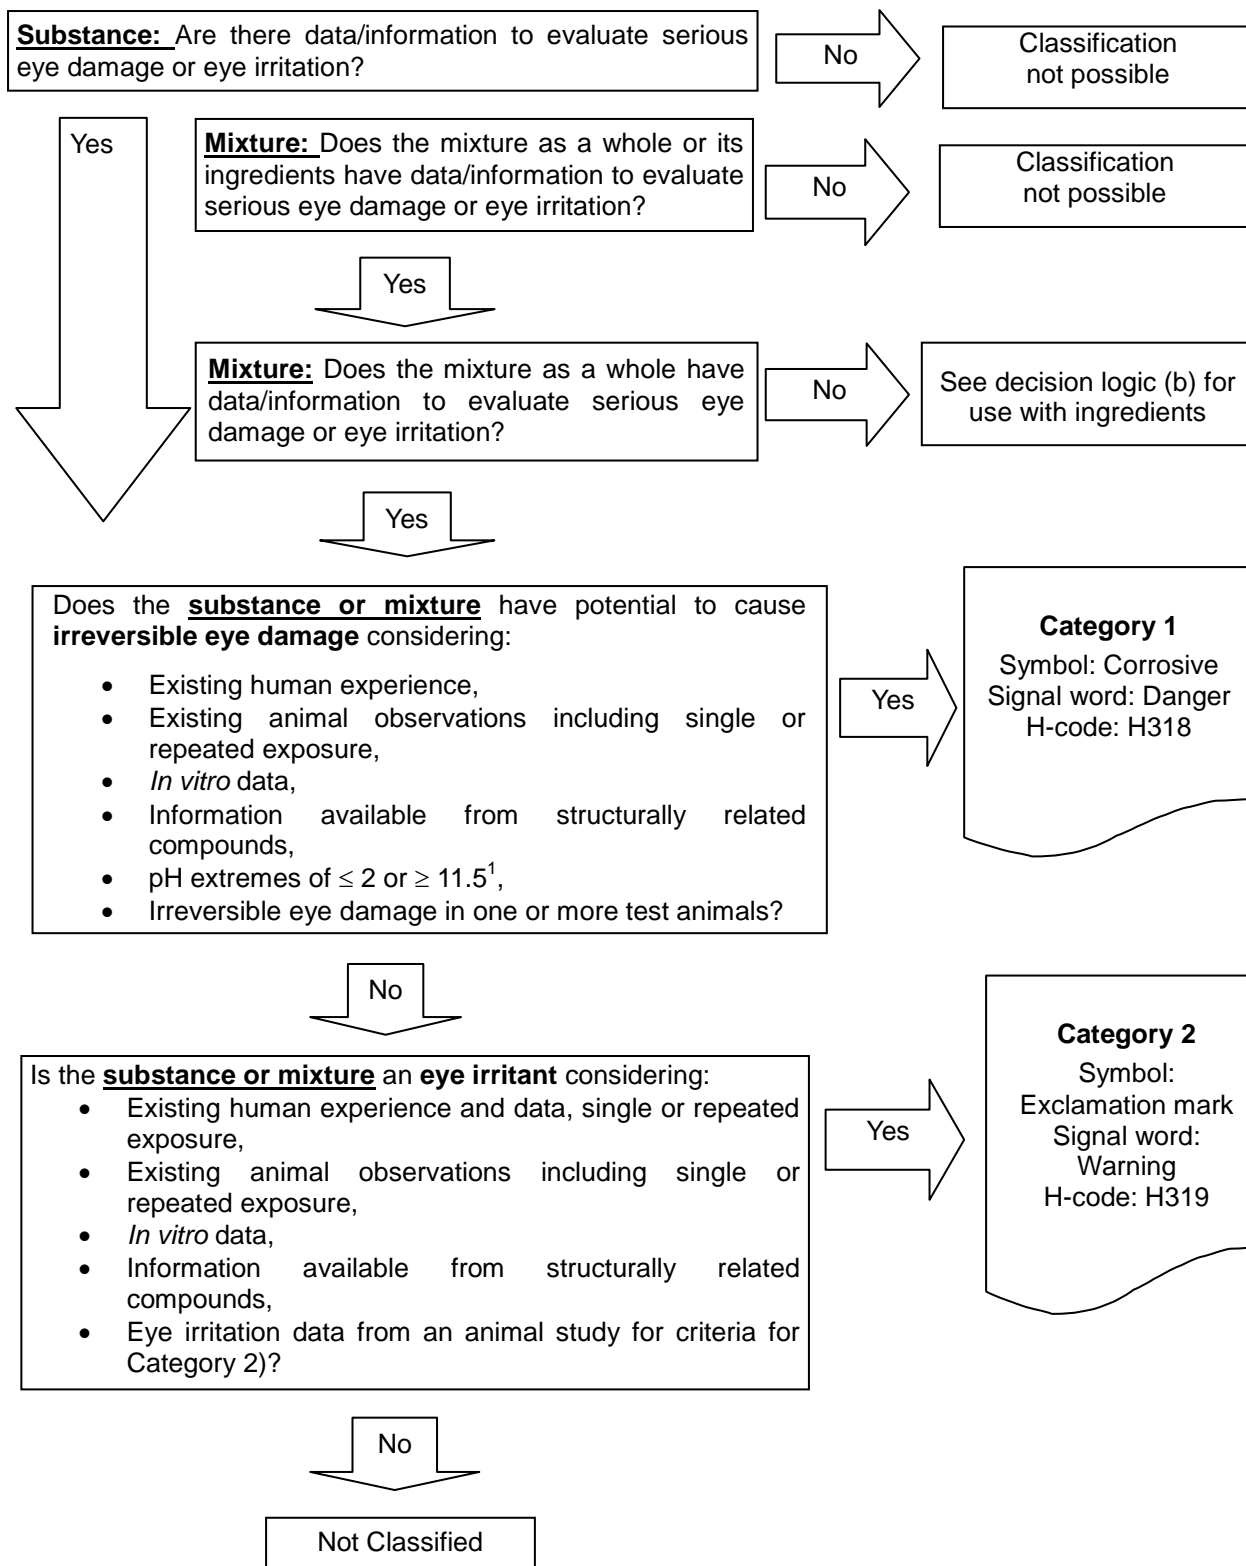 Substance: Are there data/information to evaluate serious
eye damage or eye irritation?
No
Classification
not possible
Yes
Mixture: Does the mixture as a whole or its
ingredients have data/information to evaluate
serious eye damage or eye irritation?
No
Classification
not possible
Yes
Mixture: Does the mixture as a whole have
data/information to evaluate serious eye
damage or eye irritation?
No
See decision logic (b) for
use with ingredients
Yes
Does the substance or mixture have potential to cause
irreversible eye damage considering:
• Existing human experience,
• Existing animal observations including single or
repeated exposure,
• In vitro data,
• Information available from structurally related
compounds,
• pH extremes of ≤ 2 or ≥ 11.5¹,
• Irreversible eye damage in one or more test animals?
Yes
Category 1
Symbol: Corrosive
Signal word: Danger
H-code: H318
No
Is the substance or mixture an eye irritant considering:
• Existing human experience and data, single or repeated
exposure,
• Existing animal observations including single or
repeated exposure,
• In vitro data,
• Information available from structurally related
compounds,
• Eye irritation data from an animal study for criteria for
Category 2)?
Yes
Category 2
Symbol:
Exclamation mark
Signal word:
Warning
H-code: H319
No
Not Classified